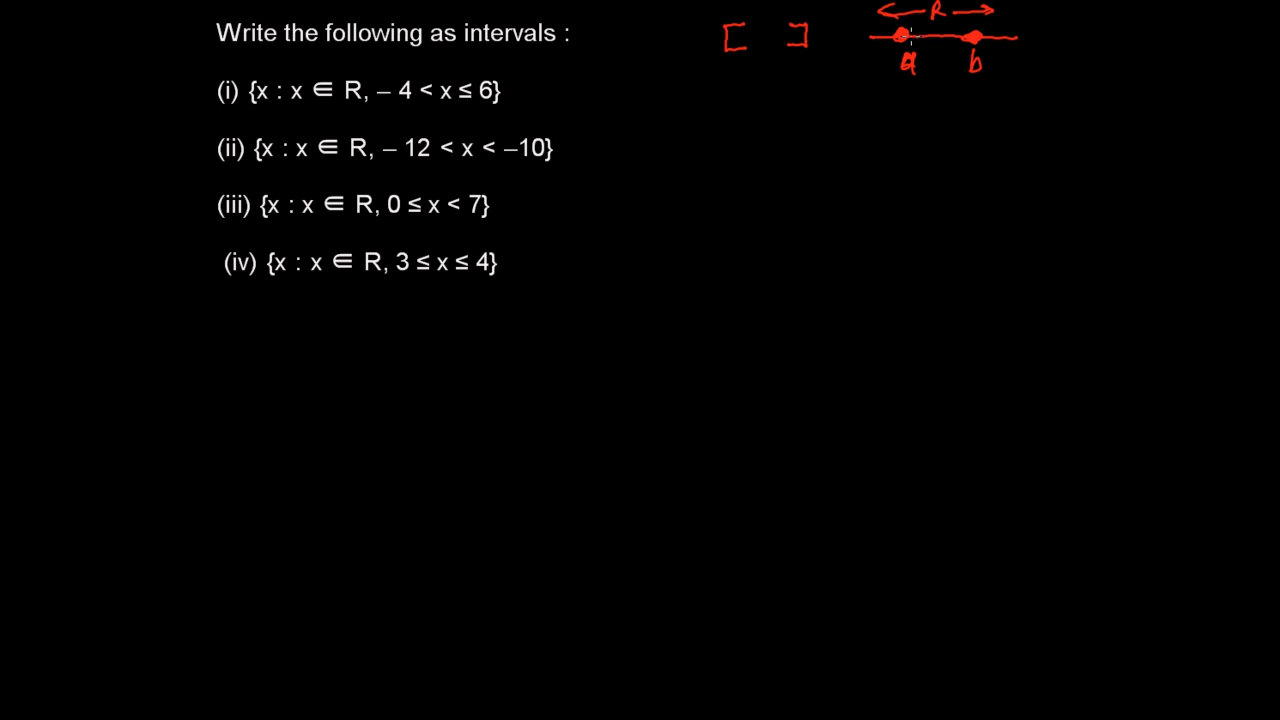 Write the following as intervals :
[ ]
R
a b
(i) {x : x ∈ R, – 4 < x ≤ 6}
(ii) {x : x ∈ R, – 12 < x < –10}
(iii) {x : x ∈ R, 0 ≤ x < 7}
(iv) {x : x ∈ R, 3 ≤ x ≤ 4}